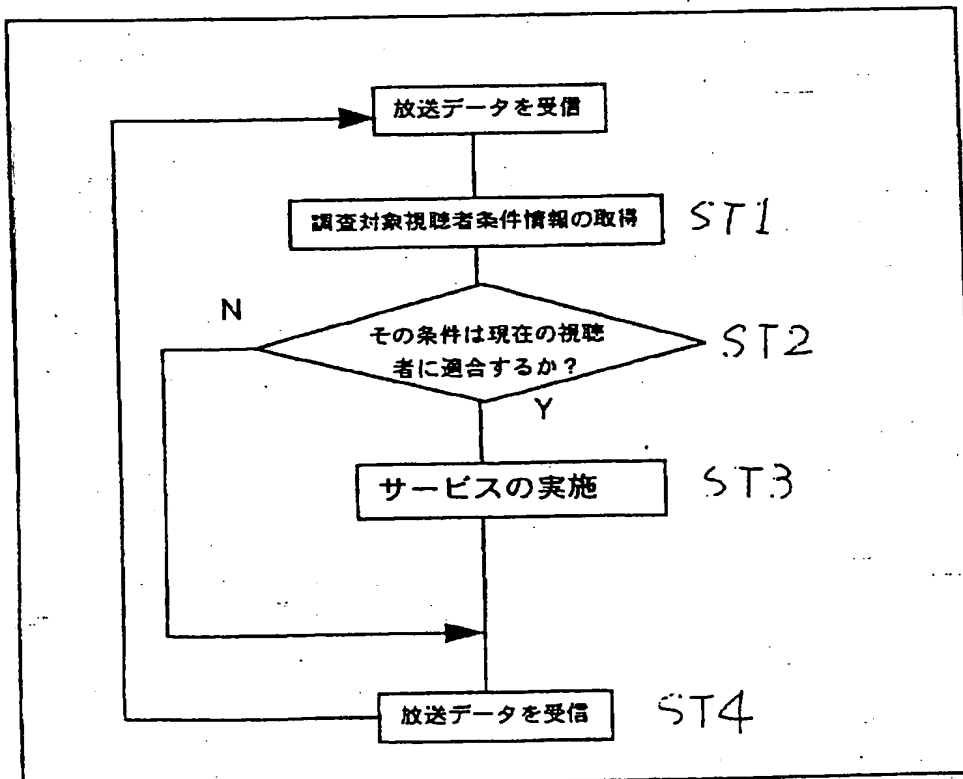 放送データを受信
調査対象視聴者条件情報の取得
ST1
N
その条件は現在の視聴
者に適合するか?
ST2
Y
サービスの実施
ST3
放送データを受信
ST4